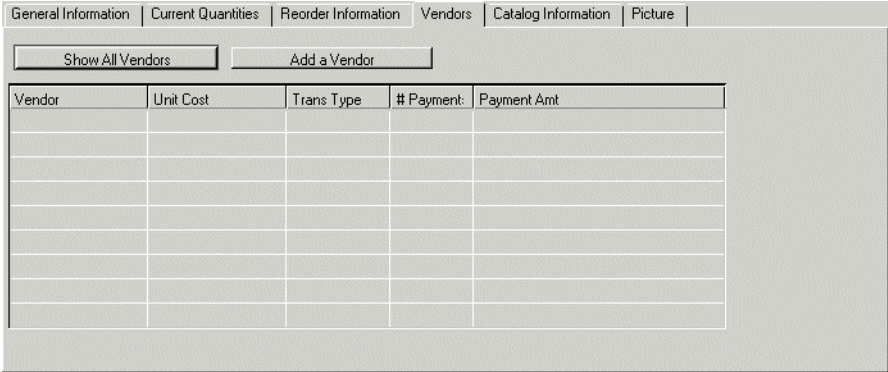 General Information Current Quantities Reorder Information Vendors Catalog Information Picture
Show All Vendors Add a Vendor
Vendor Unit Cost Trans Type # Payment: Payment Amt